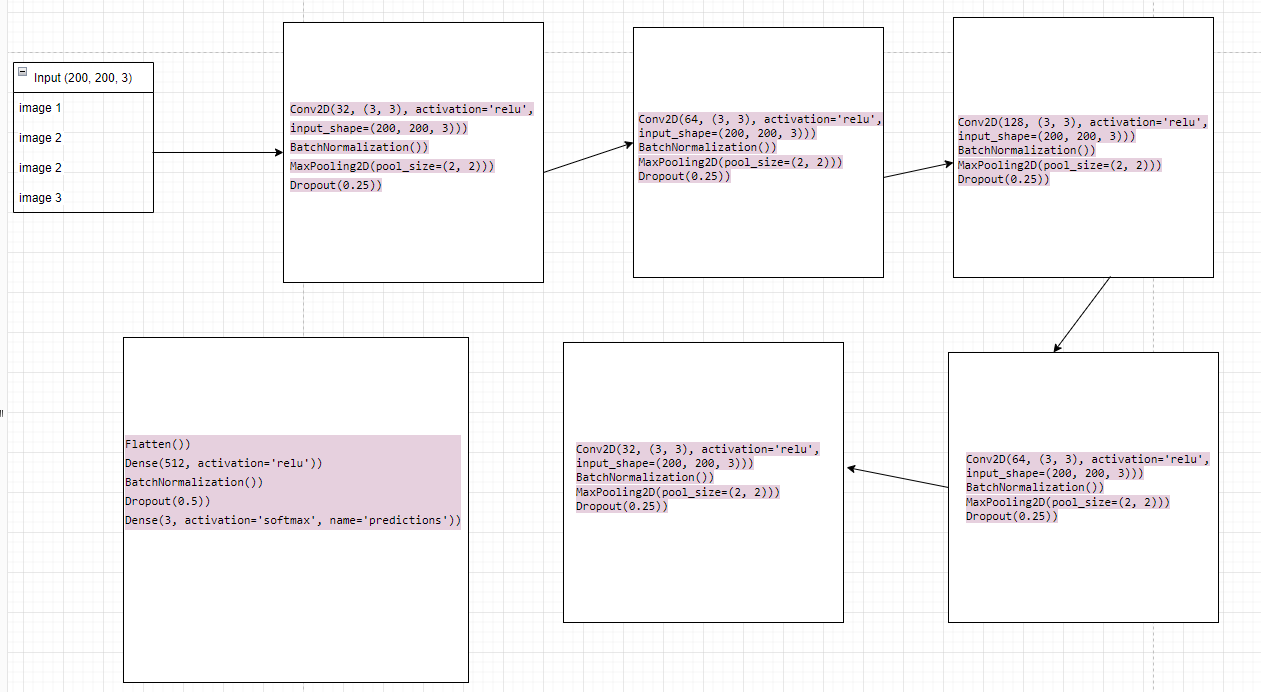 Input (200, 200, 3)
image 1
image 2
image 2
image 3
Conv2D(32, (3, 3), activation='relu',
input_shape=(200, 200, 3)))
BatchNormalization())
MaxPooling2D(pool_size=(2, 2)))
Dropout(0.25))
Conv2D(64, (3, 3), activation='relu',
input_shape=(200, 200, 3)))
BatchNormalization())
MaxPooling2D(pool_size=(2, 2)))
Dropout(0.25))
Conv2D(128, (3, 3), activation='relu',
input_shape=(200, 200, 3)))
BatchNormalization())
MaxPooling2D(pool_size=(2, 2)))
Dropout(0.25))
Conv2D(64, (3, 3), activation='relu',
input_shape=(200, 200, 3)))
BatchNormalization())
MaxPooling2D(pool_size=(2, 2)))
Dropout(0.25))
Conv2D(32, (3, 3), activation='relu',
input_shape=(200, 200, 3)))
BatchNormalization())
MaxPooling2D(pool_size=(2, 2)))
Dropout(0.25))
Flatten())
Dense(512, activation='relu'))
BatchNormalization())
Dropout(0.5))
Dense(3, activation='softmax', name='predictions'))